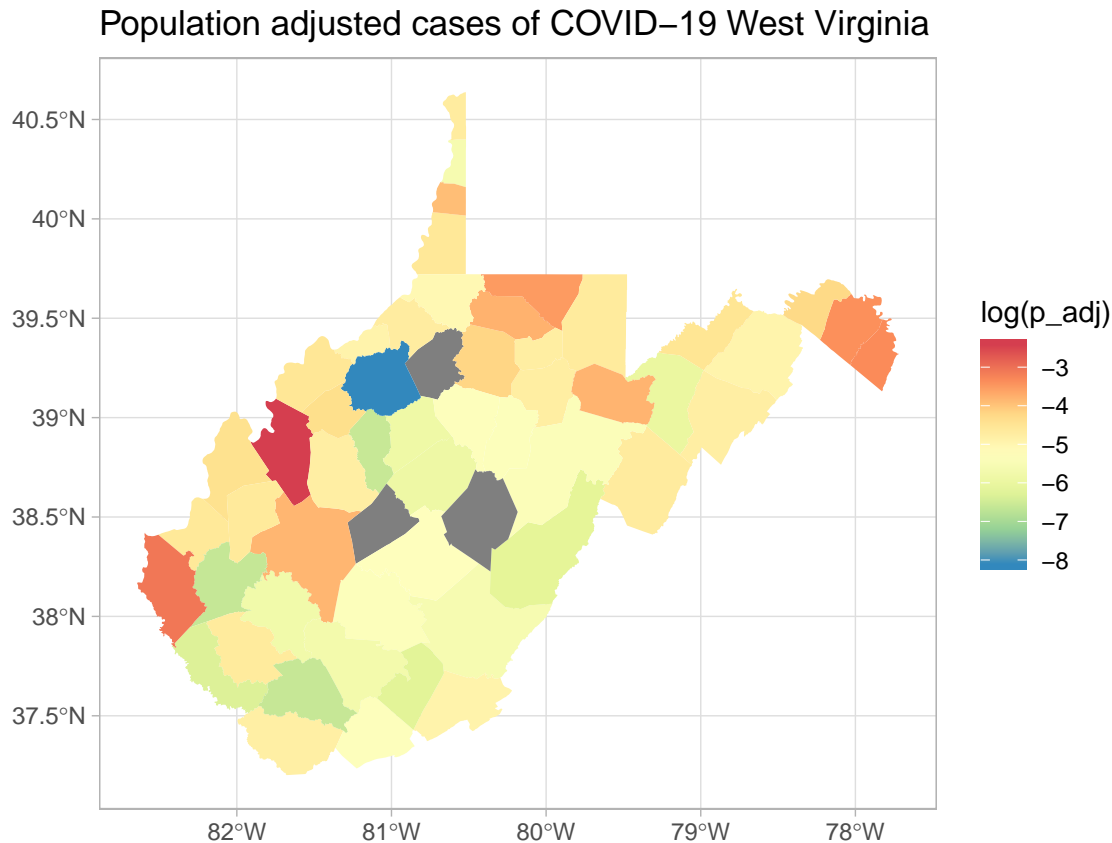 Population adjusted cases of COVID−19 West Virginia
40.5°N
40°N
39.5°N
39°N
38.5°N
38°N
37.5°N
82°W
81°W
80°W
79°W
78°W
log(p_adj)
−3
−4
−5
−6
−7
−8